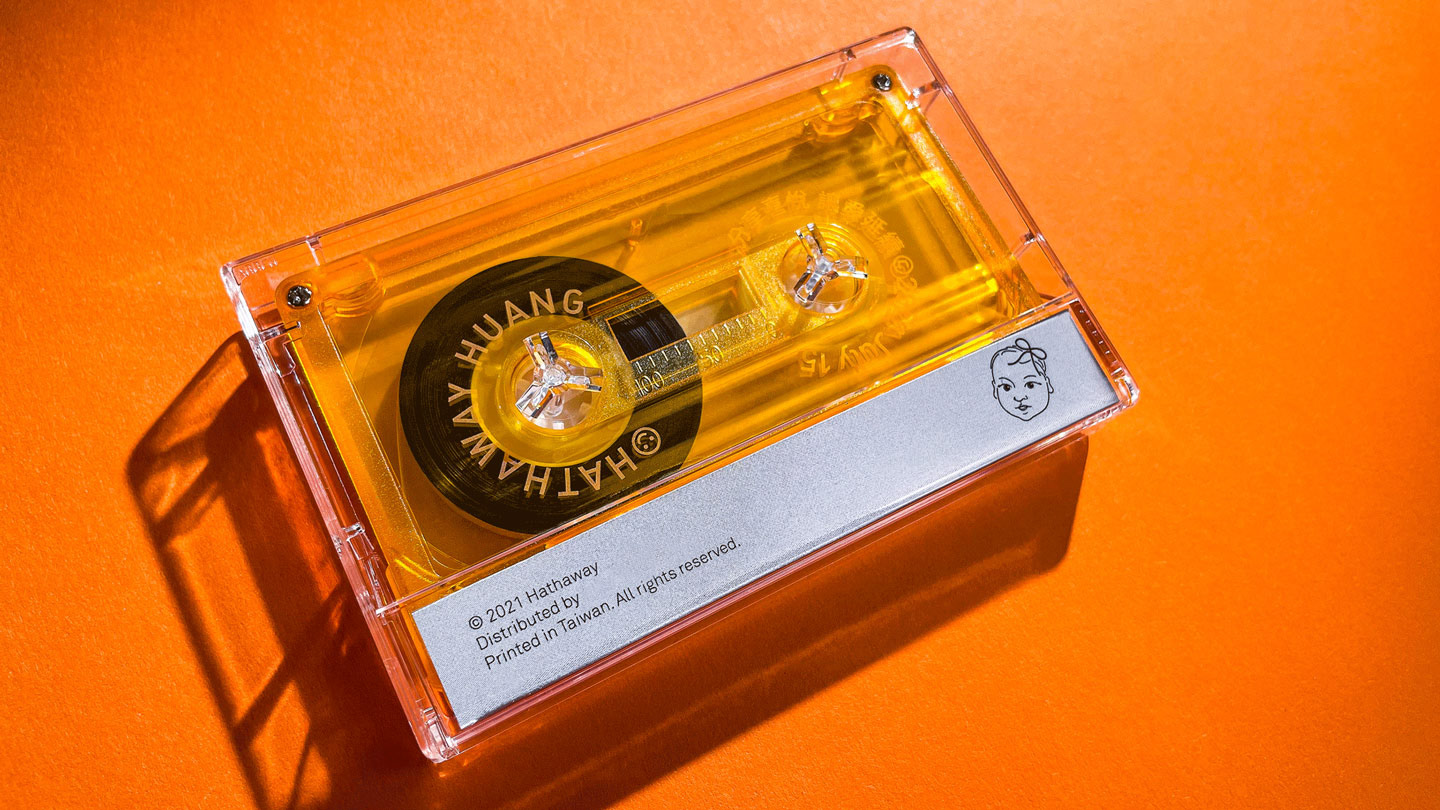 HATHAWAY HUANG
100 50
July 15
© 2021 Hathaway
Distributed by
Printed in Taiwan. All rights reserved.